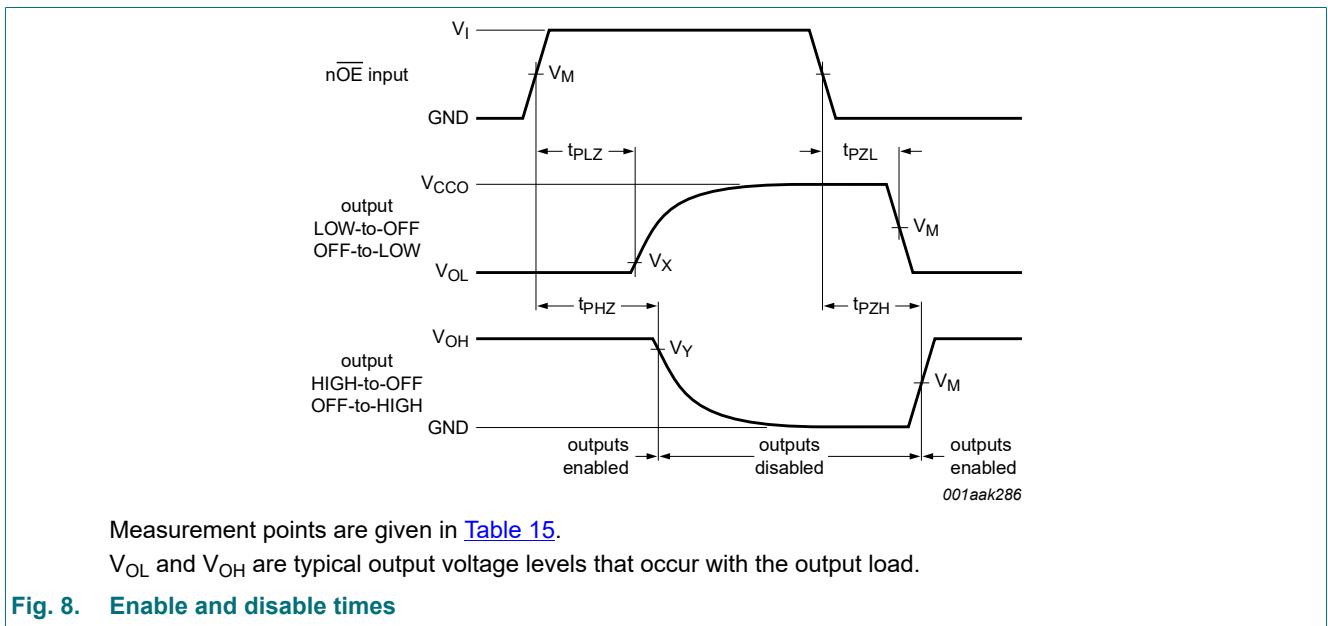 V_I
nOE input
V_M
GND
t_PLZ
t_PZL
V_CCO
output
LOW-to-OFF
OFF-to-LOW
V_M
V_X
V_OL
t_PHZ
t_PZH
V_OH
output
HIGH-to-OFF
OFF-to-HIGH
V_Y
V_M
GND
outputs
enabled
outputs
disabled
outputs
enabled
001aak286
Measurement points are given in Table 15.
V_OL and V_OH are typical output voltage levels that occur with the output load.
Fig. 8. Enable and disable times